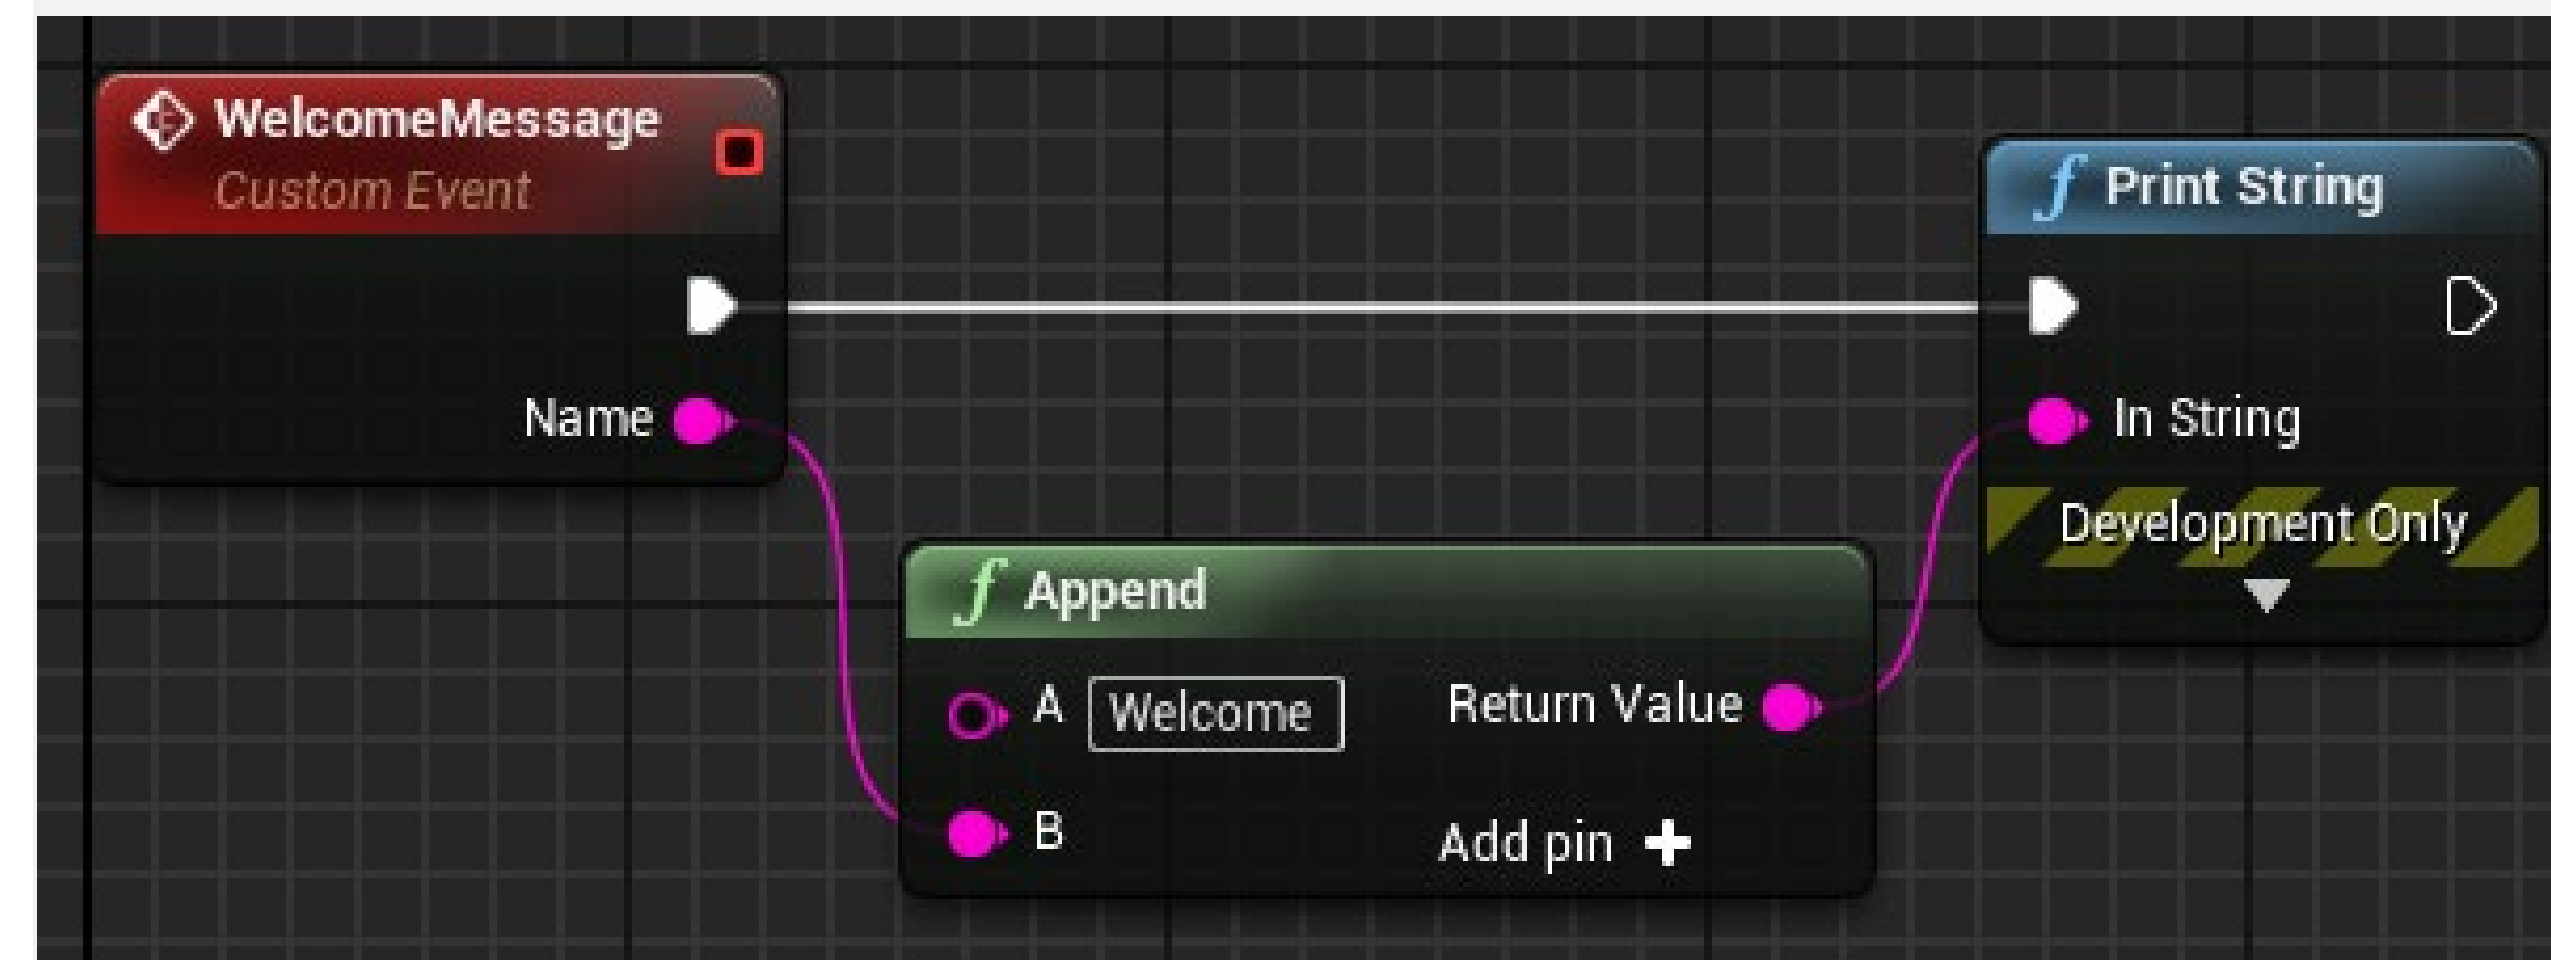 WelcomeMessage
Custom Event
Name
f Print String
In String
Development Only
f Append
A Welcome Return Value
B Add pin